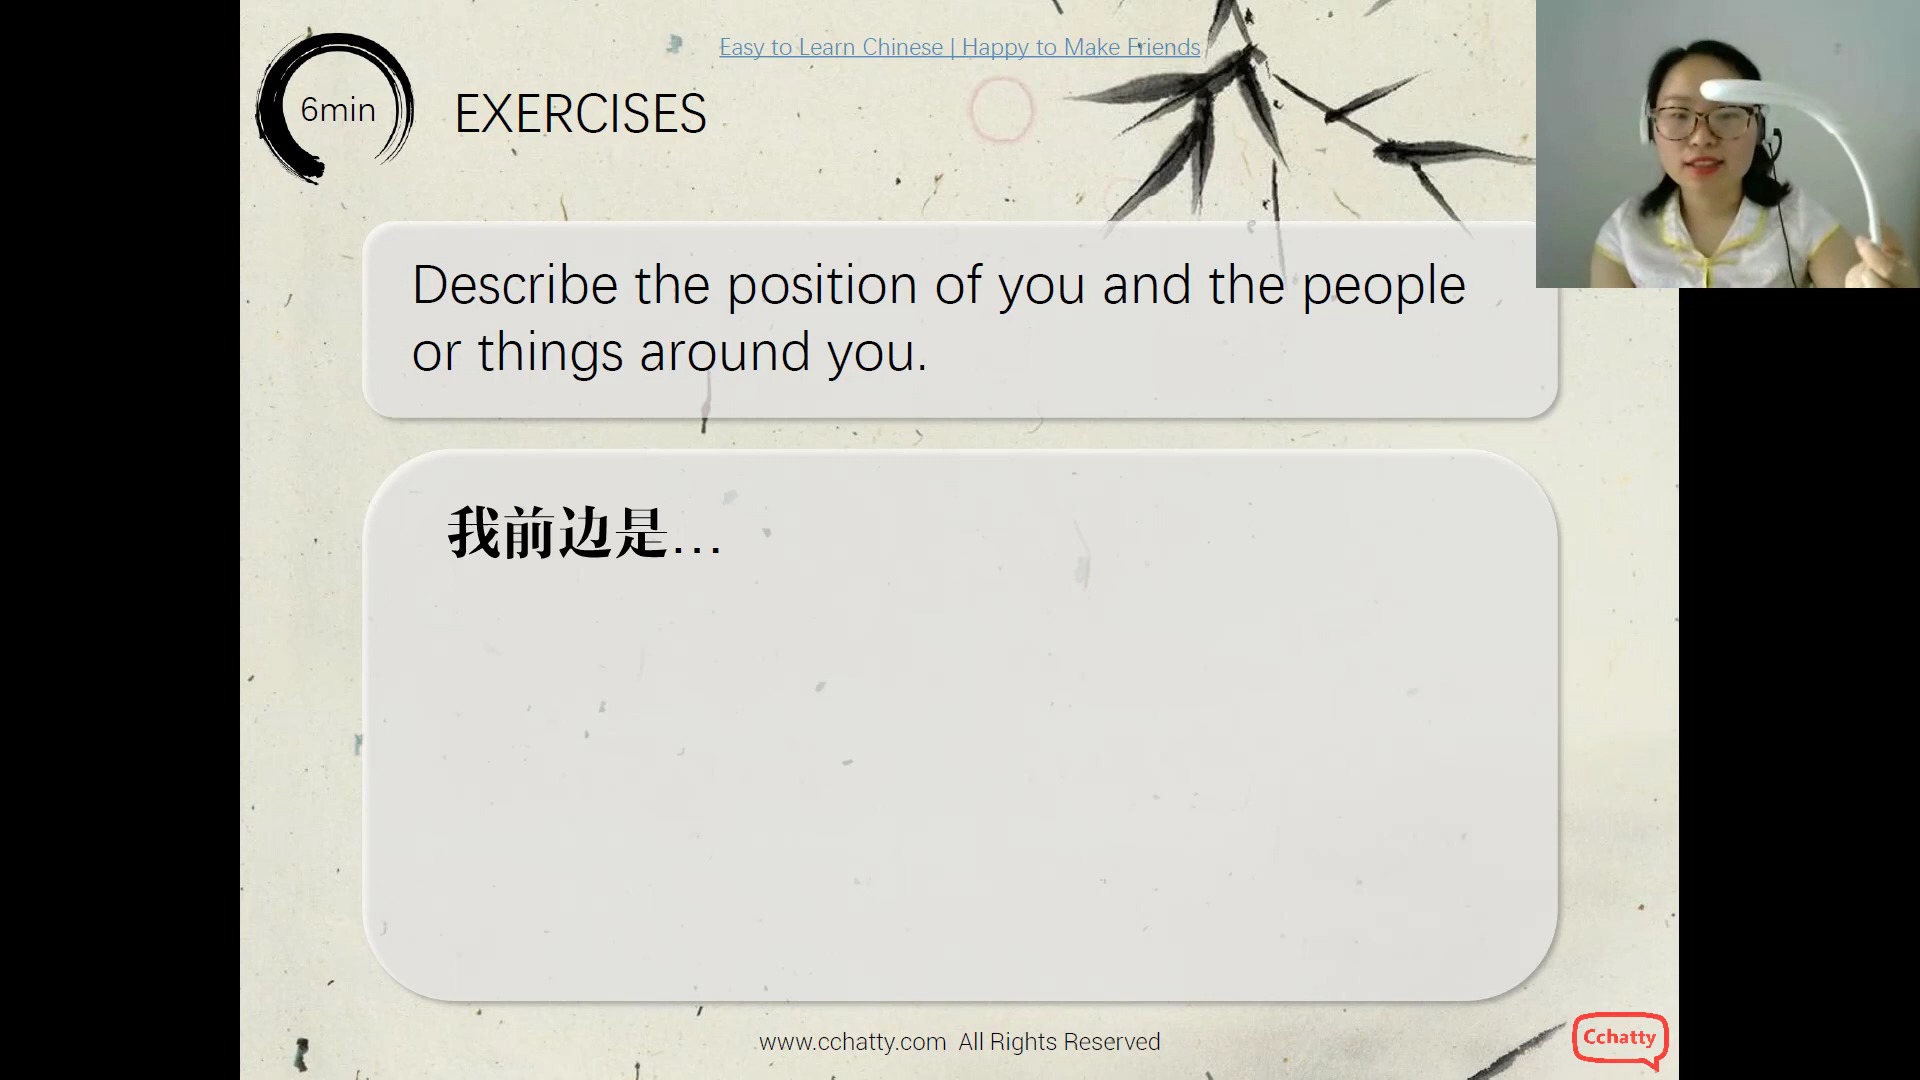 Easy to Learn Chinese | Happy to Make Friends
6min
EXERCISES
Describe the position of you and the people
or things around you.
我前边是…
www.cchatty.com All Rights Reserved
Cchatty